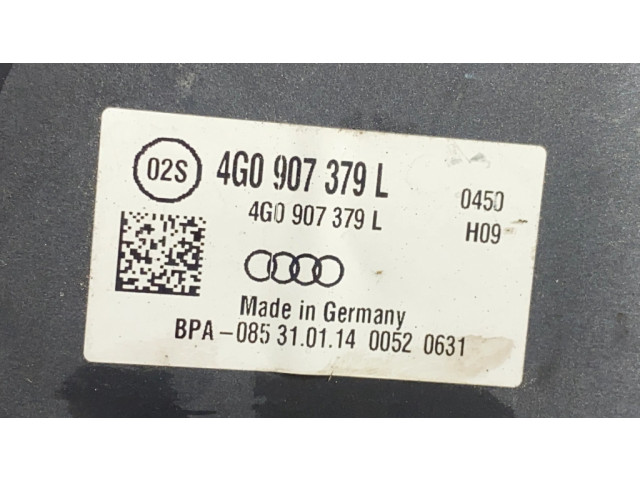 02S 4G0 907 379 L 0450
4G0 907 379 L H09
Made in Germany
BPA-085 31.01.14 0052 0631